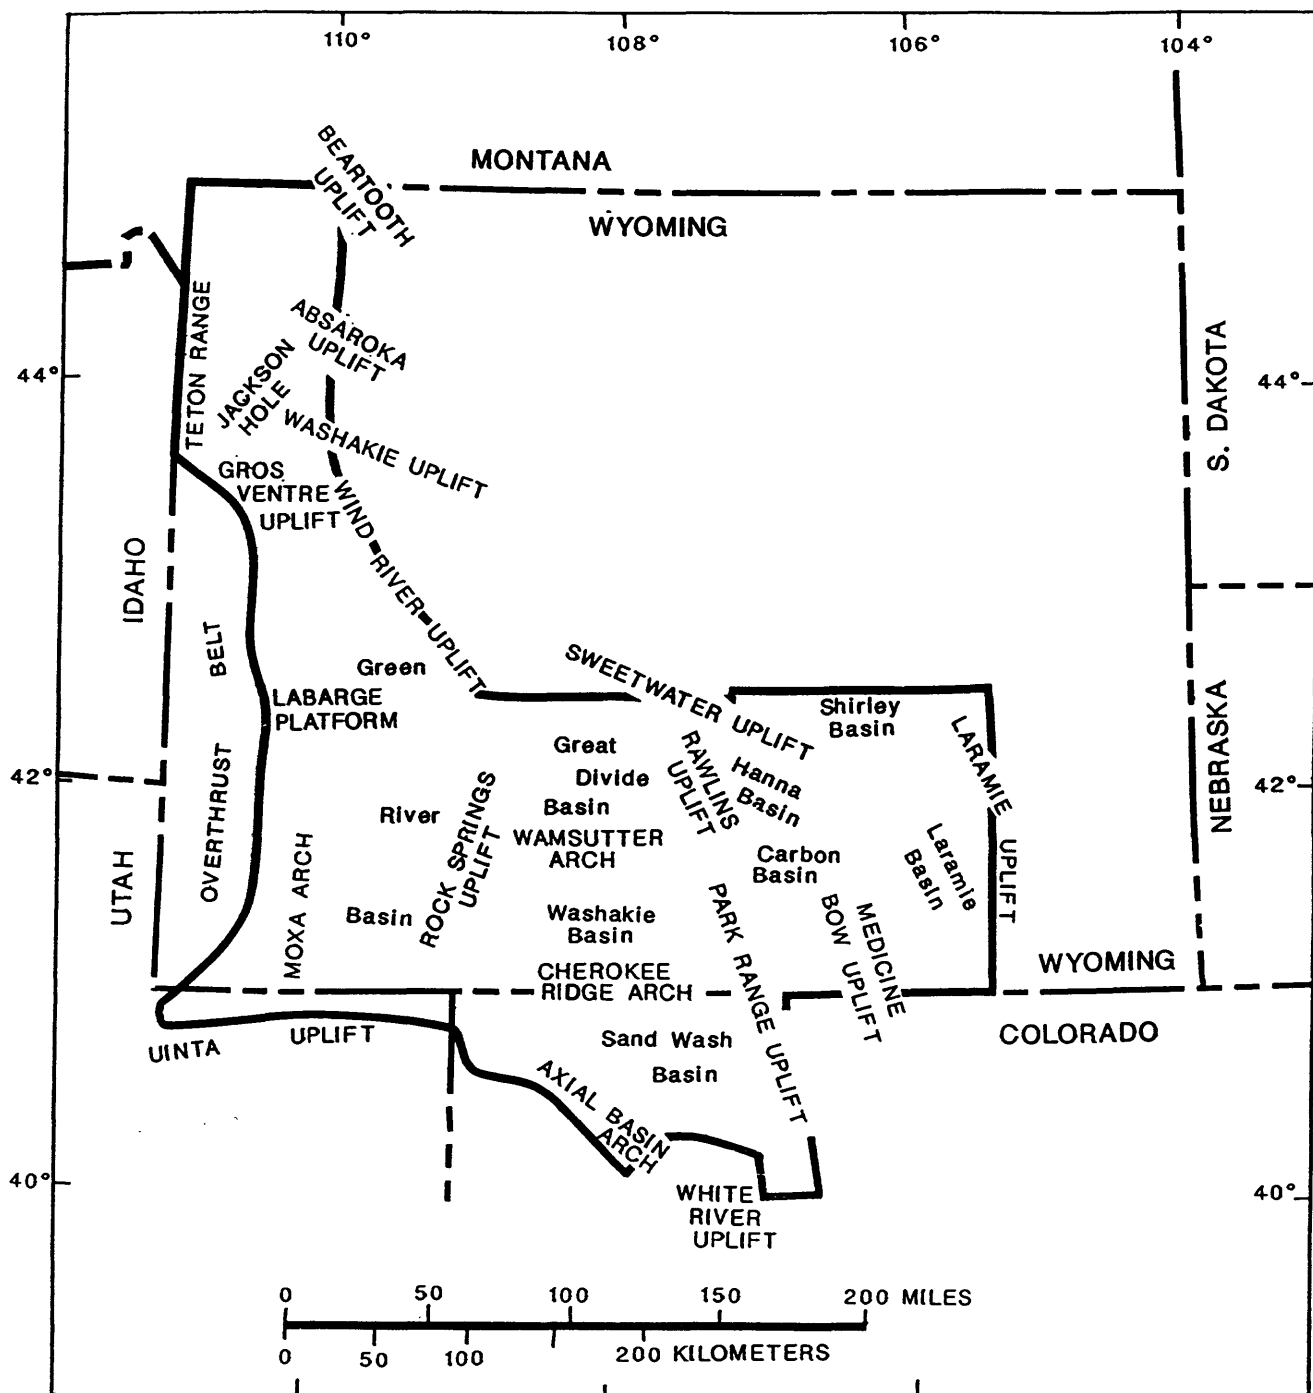 110°
108°
106°
104°
MONTANA
WYOMING
BEARTOOTH
UPLIFT
ABSAROKA
UPLIFT
TETON RANGE
JACKSON
HOLE
WASHAKIE UPLIFT
44°
44°
S. DAKOTA
GROS
VENTRE
UPLIFT
WIND RIVER UPLIFT
IDAHO
OVERTHRUST BELT
Green
LABARGE
PLATFORM
SWEETWATER UPLIFT
Shirley
Basin
NEBRASKA
LARAMIE UPLIFT
Great
Divide
Basin
RAWLINS
UPLIFT
Hanna
Basin
42°
42°
River
ROCK SPRINGS
UPLIFT
WAMSUTTER
ARCH
Carbon
Basin
Laramie
Basin
UTAH
MOXA ARCH
Basin
Washakie
Basin
PARK RANGE UPLIFT
MEDICINE
BOW UPLIFT
CHEROKEE
RIDGE ARCH
WYOMING
COLORADO
UINTA UPLIFT
Sand Wash
Basin
AXIAL BASIN
ARCH
40°
40°
WHITE
RIVER
UPLIFT
0 50 100 150 200 MILES
0 50 100 200 KILOMETERS